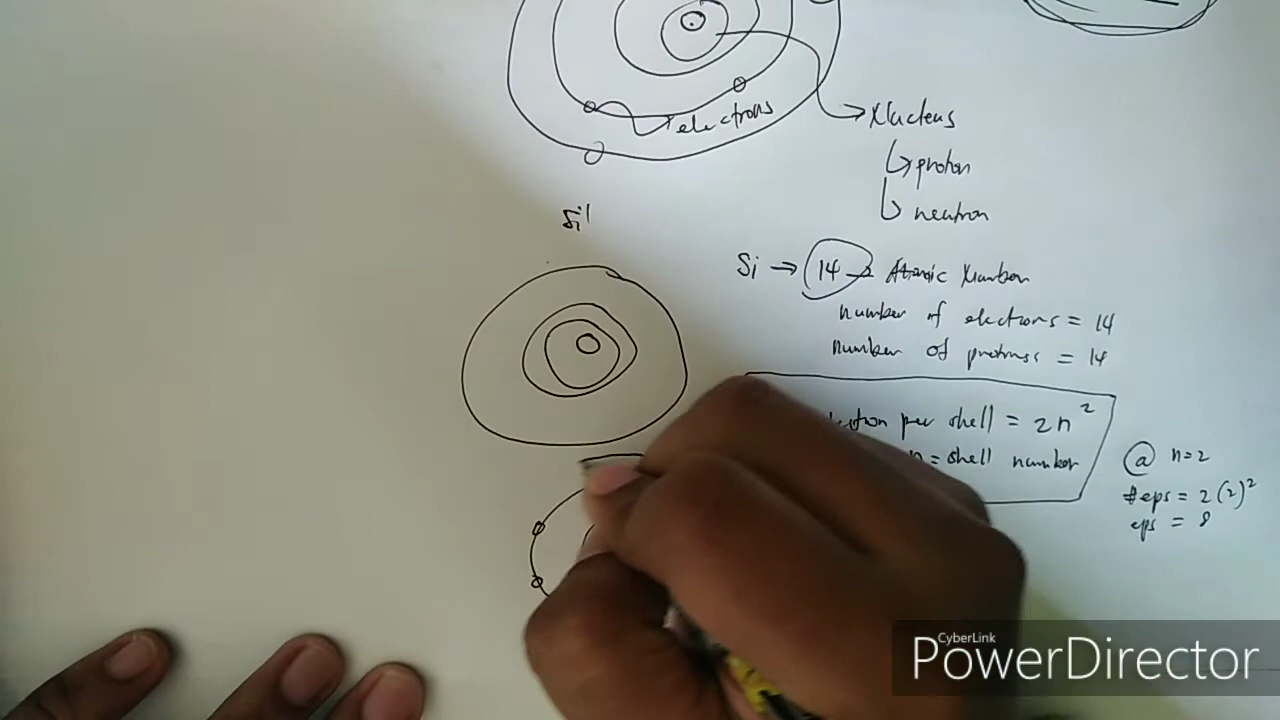 electrons
Nucleus
proton
neutron
Si
Si → 14 → Atomic Number
number of electrons = 14
number of protons = 14
per shell = 2n²
n = shell number
@ n=2
#eps = 2(2)²
eps = 8
CyberLink
PowerDirector